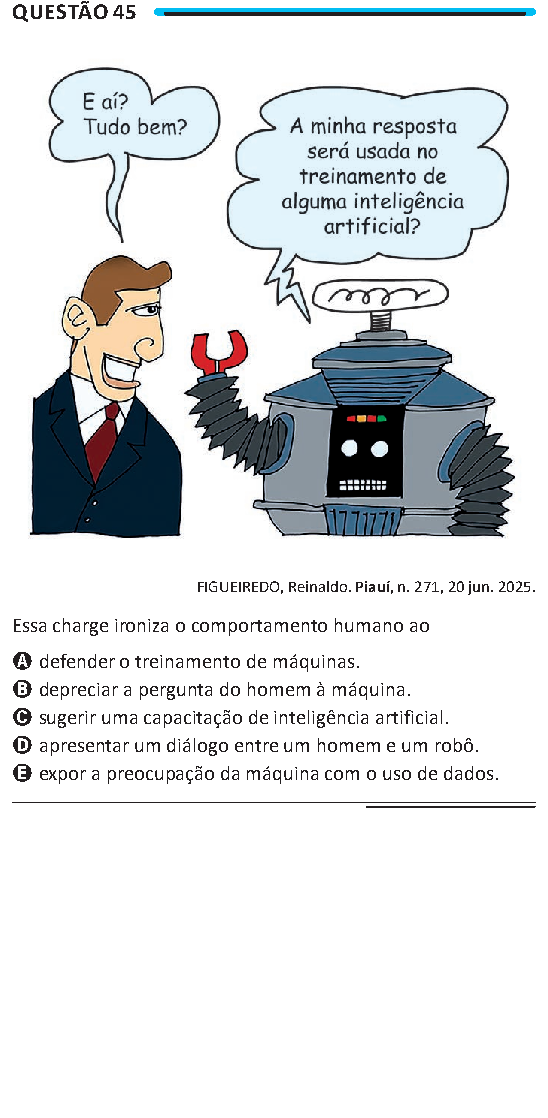 QUESTÃO 45
E aí?
Tudo bem?
A minha resposta
será usada no
treinamento de
alguma inteligência
artificial?
FIGUEIREDO, Reinaldo. Piauí, n. 271, 20 jun. 2025.
Essa charge ironiza o comportamento humano ao
A defender o treinamento de máquinas.
B depreciar a pergunta do homem à máquina.
C sugerir uma capacitação de inteligência artificial.
D apresentar um diálogo entre um homem e um robô.
E expor a preocupação da máquina com o uso de dados.